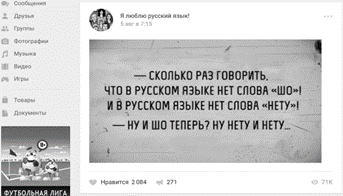 Сообщения
Друзья
Группы
Фотографии
Музыка
Видео
Игры
Товары
Документы
ФУТБОЛЬНАЯ ЛИГА
Я люблю русский язык!
5 авг в 7:15
— СКОЛЬКО РАЗ ГОВОРИТЬ,
ЧТО В РУССКОМ ЯЗЫКЕ НЕТ СЛОВА «ШО»!
И В РУССКОМ ЯЗЫКЕ НЕТ СЛОВА «НЕТУ»!
— НУ И ШО ТЕПЕРЬ? НУ НЕТУ И НЕТУ...
Нравится 2 084
271
71K